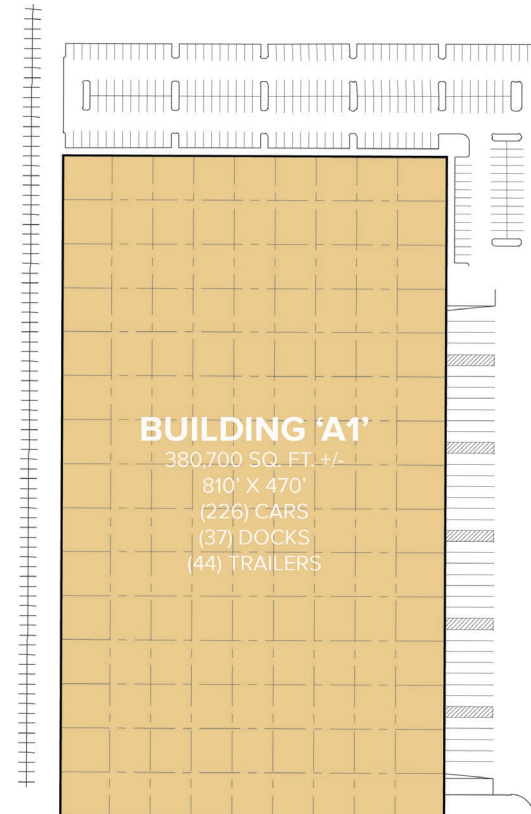 BUILDING ‘A1’
380,700 SQ. FT. +/-
810’ X 470’
(226) CARS
(37) DOCKS
(44) TRAILERS